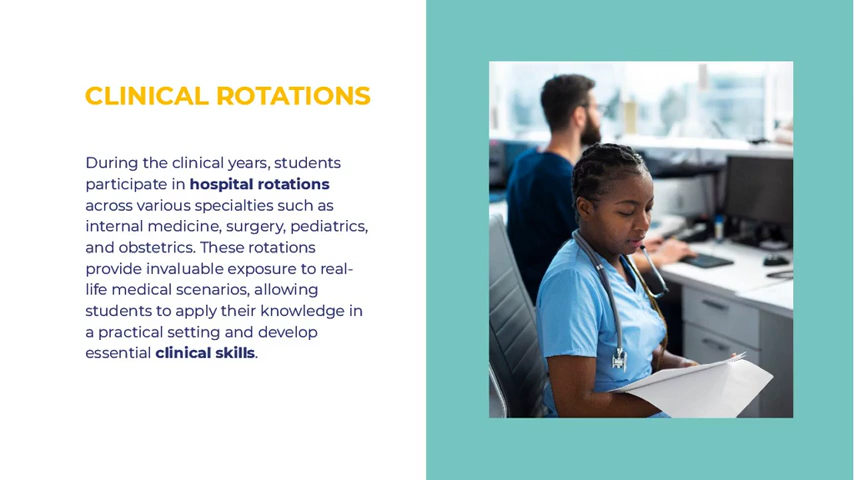 CLINICAL ROTATIONS
During the clinical years, students
participate in hospital rotations
across various specialties such as
internal medicine, surgery, pediatrics,
and obstetrics. These rotations
provide invaluable exposure to real-
life medical scenarios, allowing
students to apply their knowledge in
a practical setting and develop
essential clinical skills.